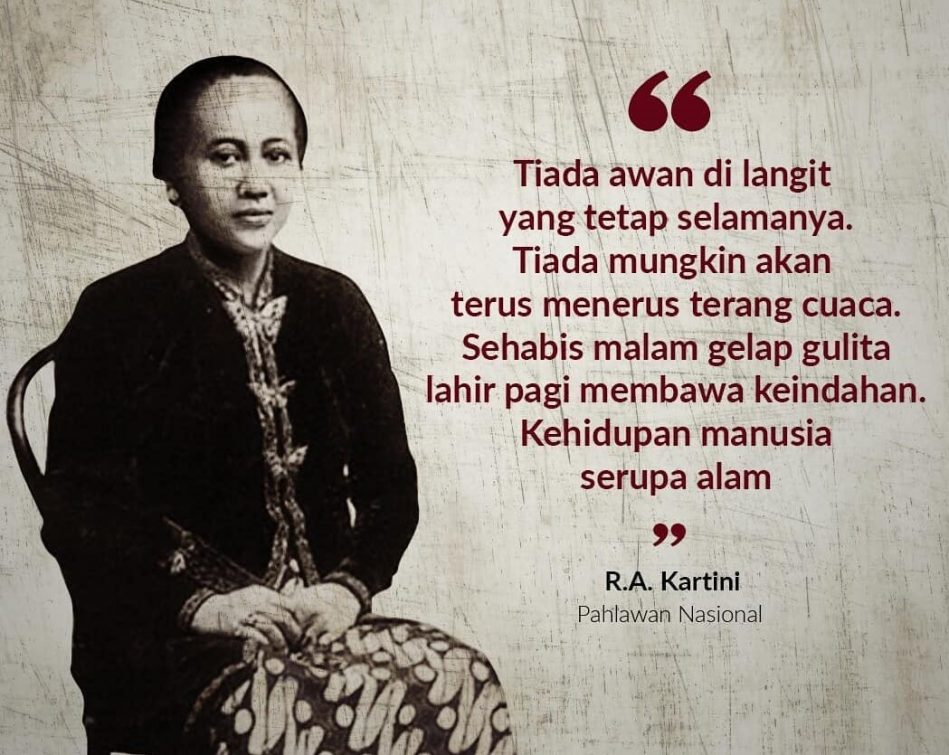 “
Tiada awan di langit
yang tetap selamanya.
Tiada mungkin akan
terus menerus terang cuaca.
Sehabis malam gelap gulita
lahir pagi membawa keindahan.
Kehidupan manusia
serupa alam
”
R.A. Kartini
Pahlawan Nasional